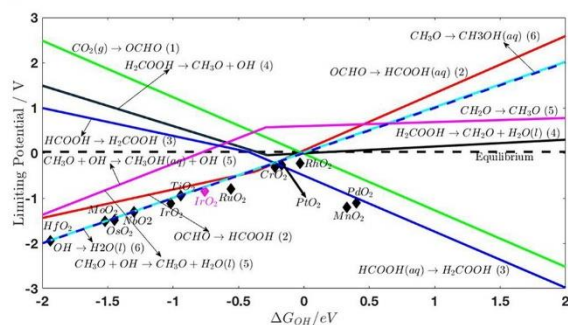 3
CO₂(g) → OCHO (1)
CH₃O → CH3OH(aq) (6)
H₂COOH → CH₃O + OH (4)
OCHO → HCOOH(aq) (2)
2
CH₂O → CH₃O (5)
1
HCOOH → H₂COOH (3)
H₂COOH → CH₂O + H₂O(l) (4)
CH₃O + OH → CH₃OH(aq) + OH (5)
Equilibrium
0
CrO₂
RhO₂
TiO₂
IrO₂
RuO₂
PtO₂
PdO₂
MnO₂
MoO₂
NbO₂
IrO₂
-1
HfO₂
OsO₂
OCHO → HCOOH (2)
OH → H2O(l) (6)
-2
CH₃O + OH → CH₃O + H₂O(l) (5)
HCOOH(aq) → H₂COOH (3)
-3
-2 -1.5 -1 -0.5 0 0.5 1 1.5 2
ΔG_OH/eV
Limiting Potential / V